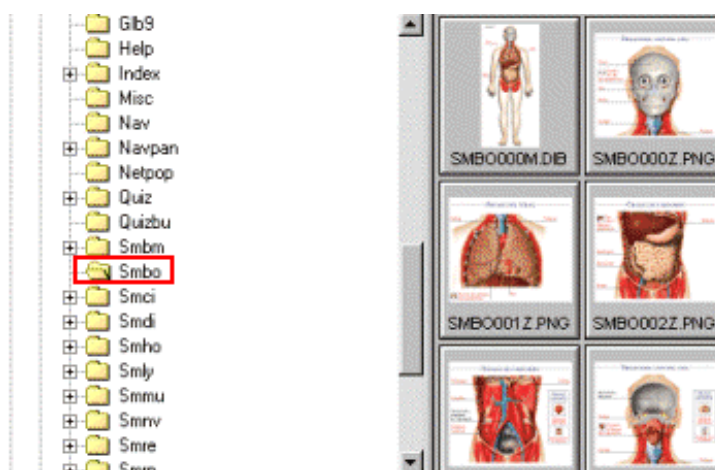 Glb9
Help
Index
Misc
Nav
Navpan
Netpop
Quiz
Quizbu
Smbm
Smbo
Smci
Smdi
Smho
Smly
Smmu
Smnv
Smre
SMBO000M.DIB
SMBO000Z.PNG
SMBO001Z.PNG
SMBO002Z.PNG